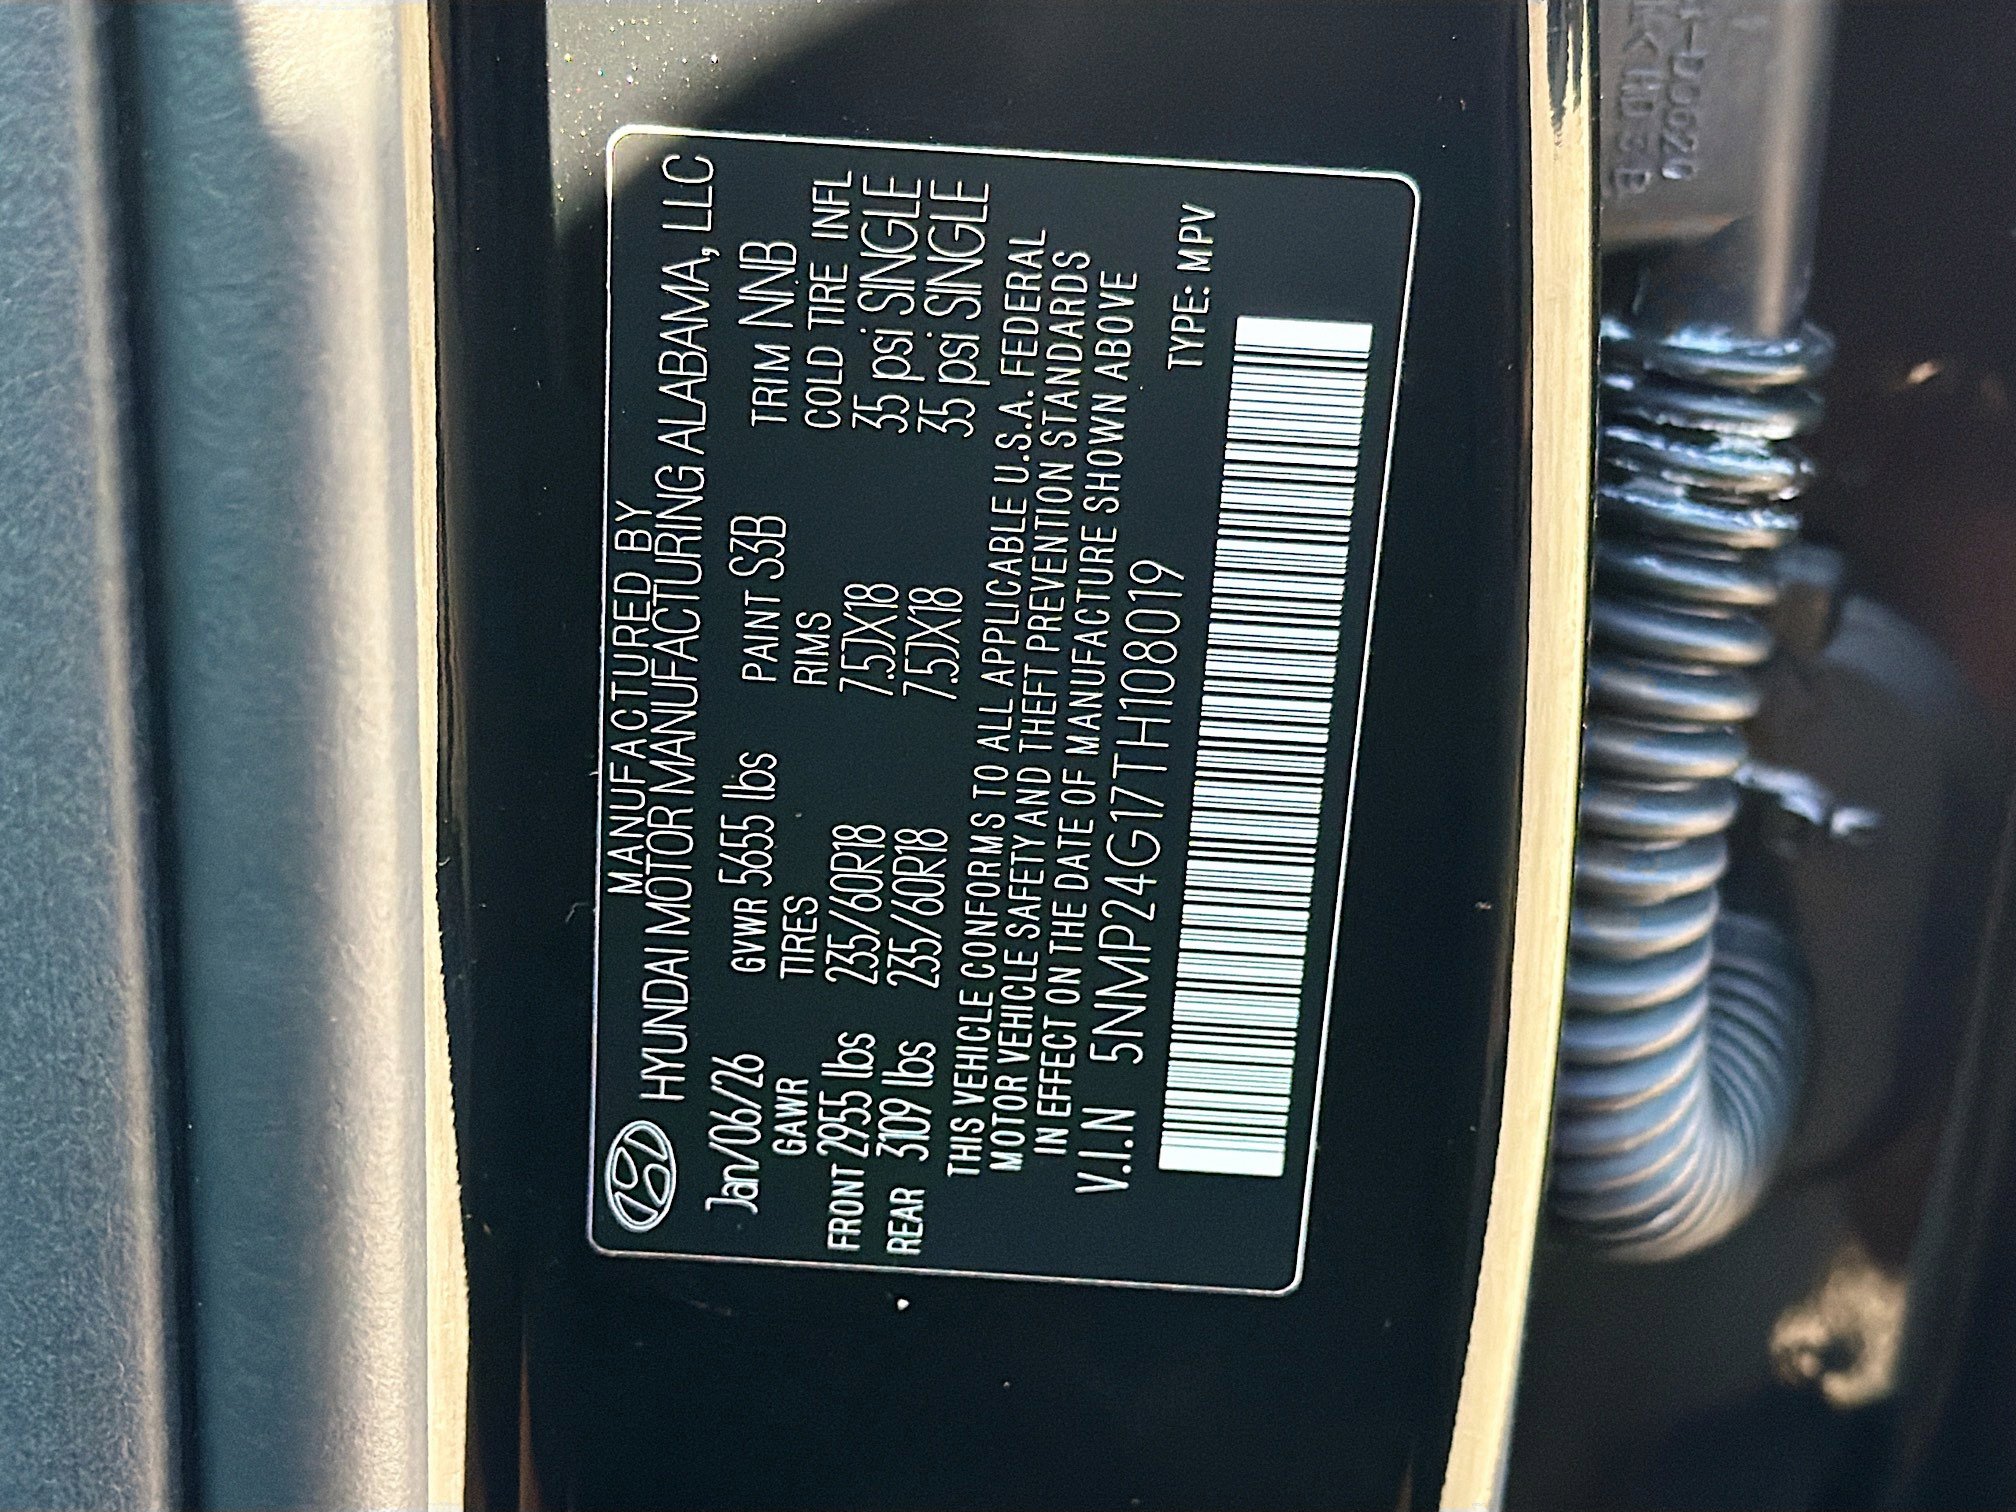 MANUFACTURED BY
HYUNDAI MOTOR MANUFACTURING ALABAMA, LLC
Jan/06/26 GVWR 5655 lbs PAINT S3B TRIM NNB
GAWR TIRES RIMS COLD TIRE INFL
FRONT 2955 lbs 235/60R18 7.5JX18 35 psi SINGLE
REAR 3109 lbs 235/60R18 7.5JX18 35 psi SINGLE
THIS VEHICLE CONFORMS TO ALL APPLICABLE U.S.A. FEDERAL
MOTOR VEHICLE SAFETY AND THEFT PREVENTION STANDARDS
IN EFFECT ON THE DATE OF MANUFACTURE SHOWN ABOVE
V.I.N 5NMP24G17TH108019 TYPE: MPV